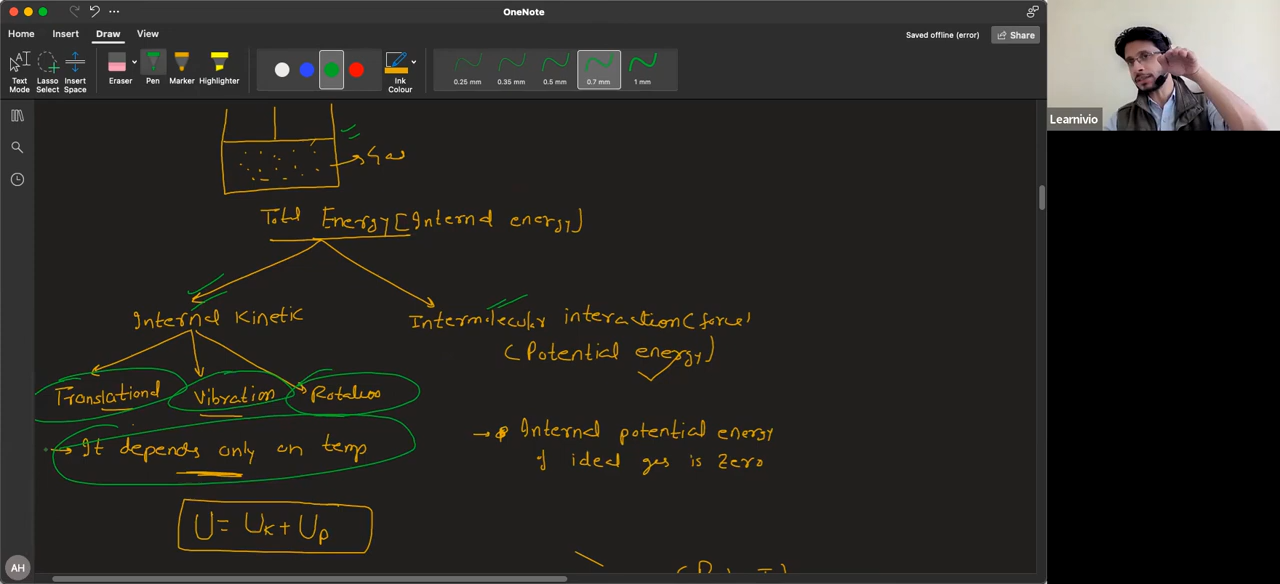 OneNote
Home Insert Draw View
Saved offline (error) Share
Text Mode Lasso Select Insert Space Eraser Pen Marker Highlighter Ink Colour 0.25 mm 0.35 mm 0.5 mm 0.7 mm 1 mm
Learnivio
Gas
Total Energy [Internal energy]
Internal Kinetic
Intermolecular interaction (force)
(Potential energy)
Translational Vibration Rotation
→ It depends only on temp
→ Internal potential energy
of ideal gas is zero
U = UK + UP
AH